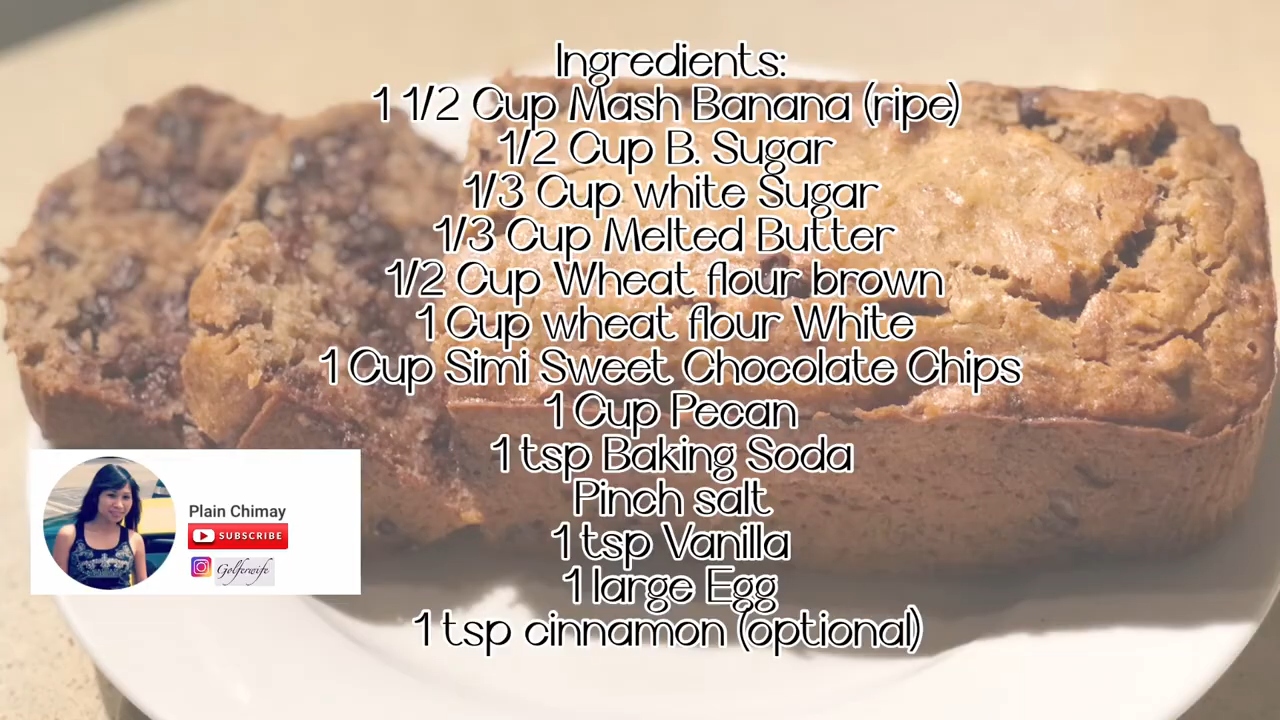 Ingredients:
1 1/2 Cup Mash Banana (ripe)
1/2 Cup B. Sugar
1/3 Cup white Sugar
1/3 Cup Melted Butter
1/2 Cup Wheat flour brown
1 Cup wheat flour White
1 Cup Simi Sweet Chocolate Chips
1 Cup Pecan
1 tsp Baking Soda
Pinch salt
1 tsp Vanilla
1 large Egg
1 tsp cinnamon (optional)
Plain Chimay
SUBSCRIBE
Golferwife